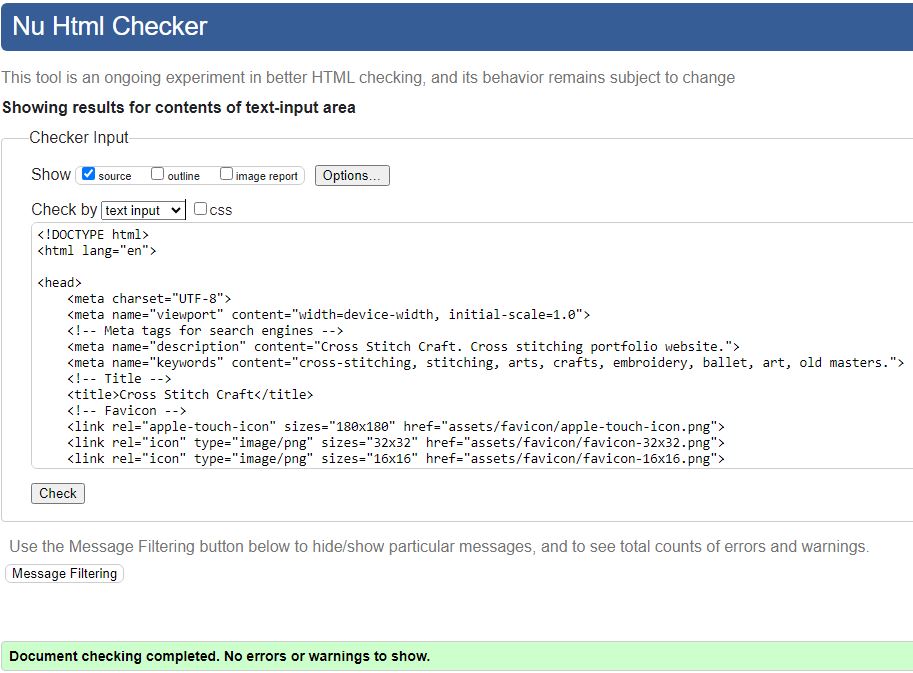 Nu Html Checker
This tool is an ongoing experiment in better HTML checking, and its behavior remains subject to change
Showing results for contents of text-input area
Checker Input
Show source outline image report Options...
Check by text input css
<!DOCTYPE html>
<html lang="en">
<head>
<meta charset="UTF-8">
<meta name="viewport" content="width=device-width, initial-scale=1.0">
<!-- Meta tags for search engines -->
<meta name="description" content="Cross Stitch Craft. Cross stitching portfolio website.">
<meta name="keywords" content="cross-stitching, stitching, arts, crafts, embroidery, ballet, art, old masters.">
<!-- Title -->
<title>Cross Stitch Craft</title>
<!-- Favicon -->
<link rel="apple-touch-icon" sizes="180x180" href="assets/favicon/apple-touch-icon.png">
<link rel="icon" type="image/png" sizes="32x32" href="assets/favicon/favicon-32x32.png">
<link rel="icon" type="image/png" sizes="16x16" href="assets/favicon/favicon-16x16.png">
Check
Use the Message Filtering button below to hide/show particular messages, and to see total counts of errors and warnings.
Message Filtering
Document checking completed. No errors or warnings to show.